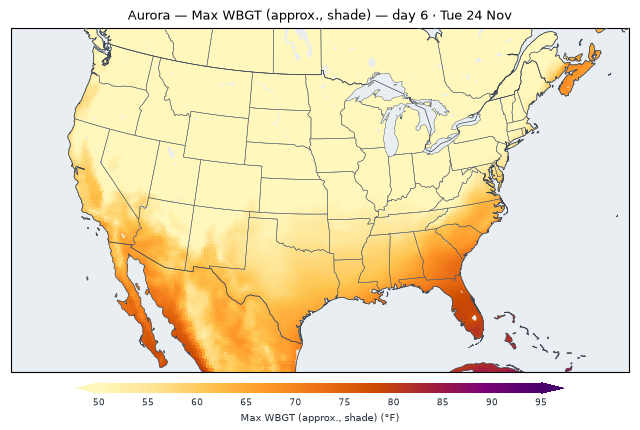 Aurora — Max WBGT (approx., shade) — day 6 · Tue 24 Nov
50 55 60 65 70 75 80 85 90 95
Max WBGT (approx., shade) (°F)